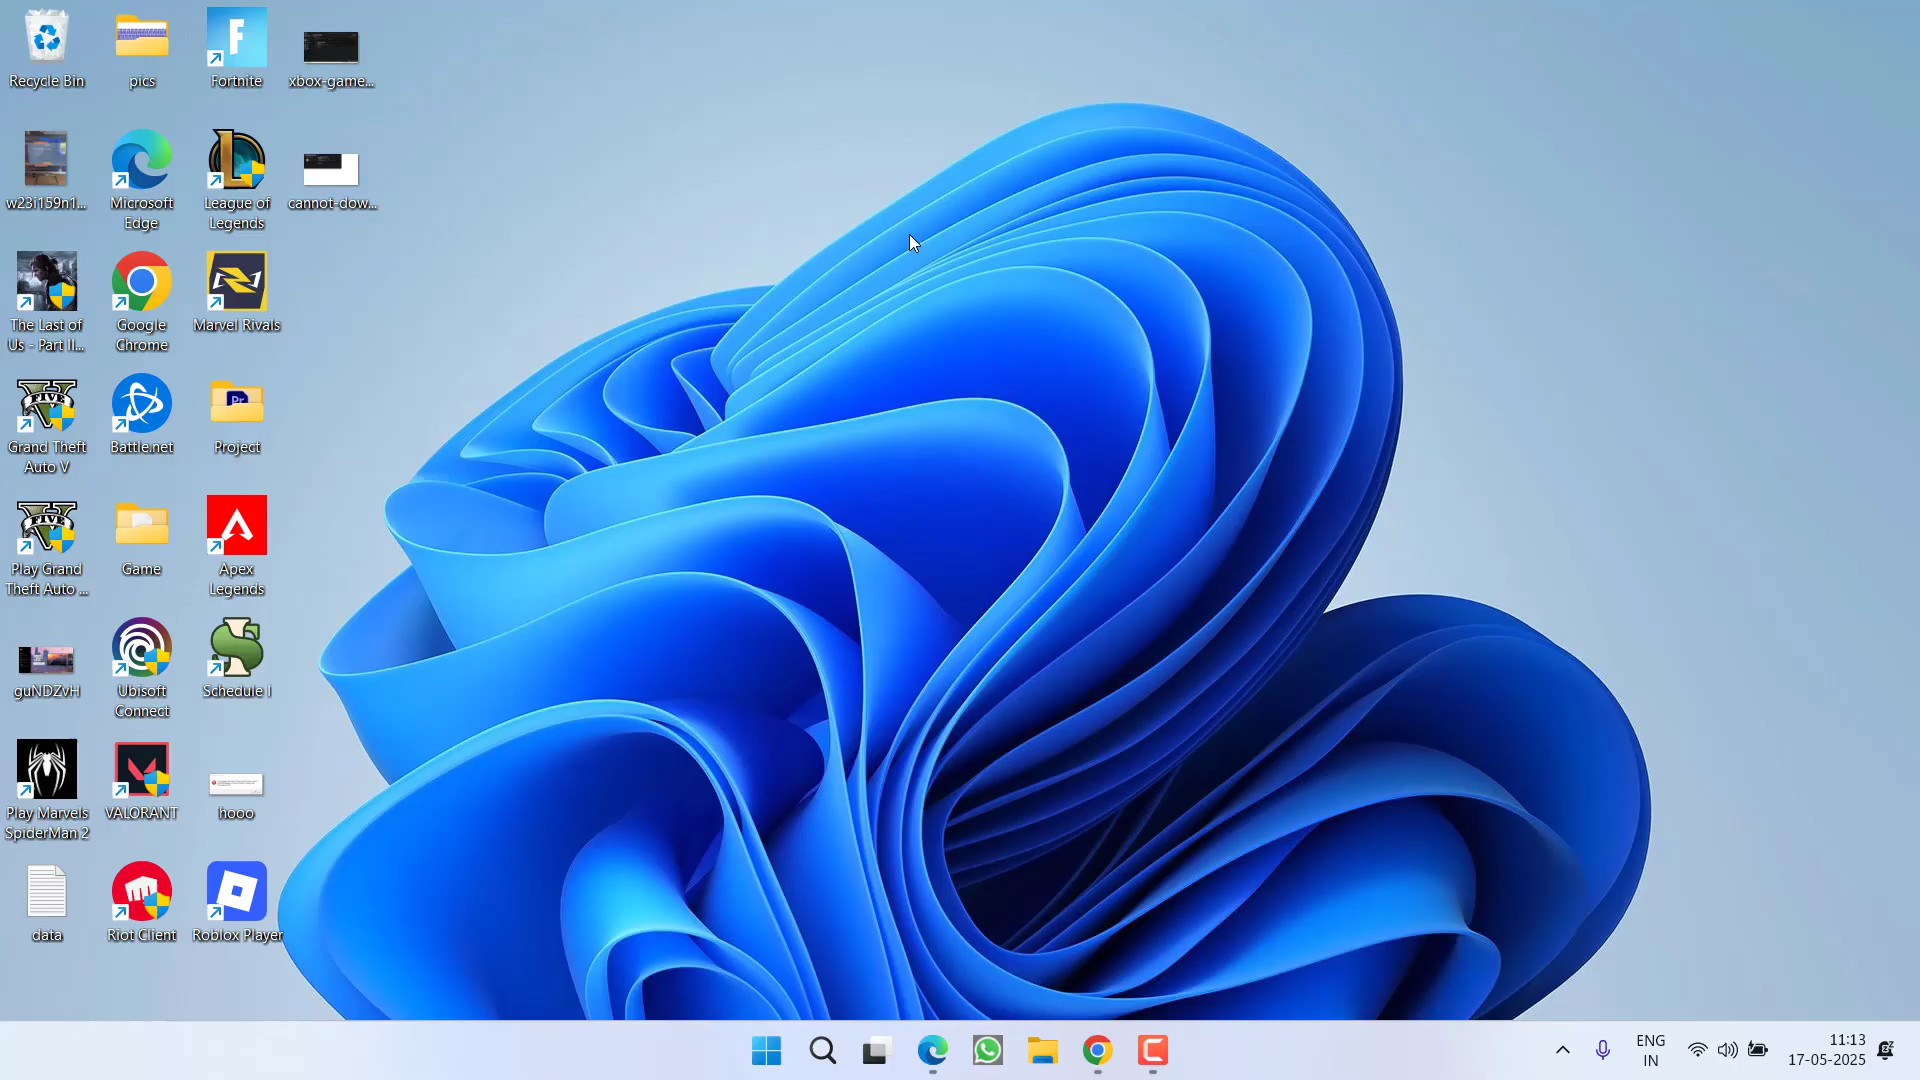 Recycle Bin
pics
Fortnite
xbox-game...
w23i159n1...
Microsoft
Edge
League of
Legends
cannot-dow...
The Last of
Us - Part II...
Google
Chrome
Marvel Rivals
FIVE
Grand Theft
Auto V
Battle.net
Pr
Project
FIVE
Play Grand
Theft Auto ...
Game
Apex
Legends
guNDZvH
Ubisoft
Connect
Schedule I
Play Marvels
SpiderMan 2
VALORANT
hooo
data
Riot Client
Roblox Player
ENG
IN
11:13
17-05-2025